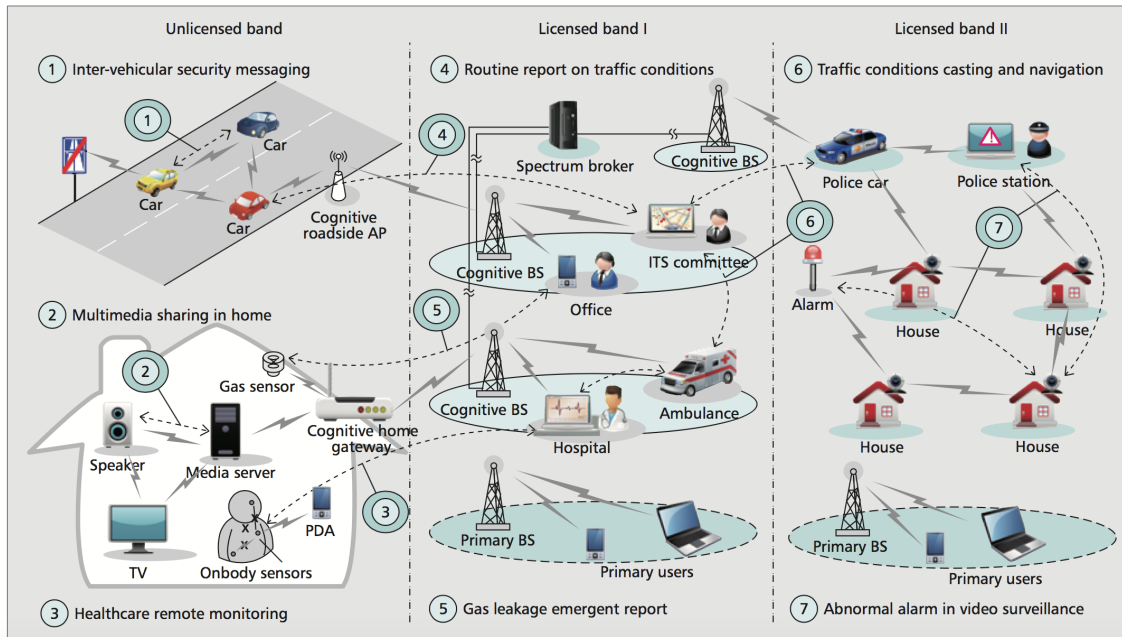 Unlicensed band
Licensed band I
Licensed band II
1 Inter-vehicular security messaging
1
Car
Car
Car
Cognitive
roadside AP
2 Multimedia sharing in home
2
Gas sensor
Speaker
Media server
Cognitive home
gateway
TV
Onbody sensors
PDA
3
3 Healthcare remote monitoring
4 Routine report on traffic conditions
4
Spectrum broker
Cognitive BS
Cognitive BS
ITS committee
Office
5
Cognitive BS
Ambulance
Hospital
Primary BS
Primary users
5 Gas leakage emergent report
6 Traffic conditions casting and navigation
Police car
Police station
6
7
Alarm
House
House
House
House
Primary BS
Primary users
7 Abnormal alarm in video surveillance